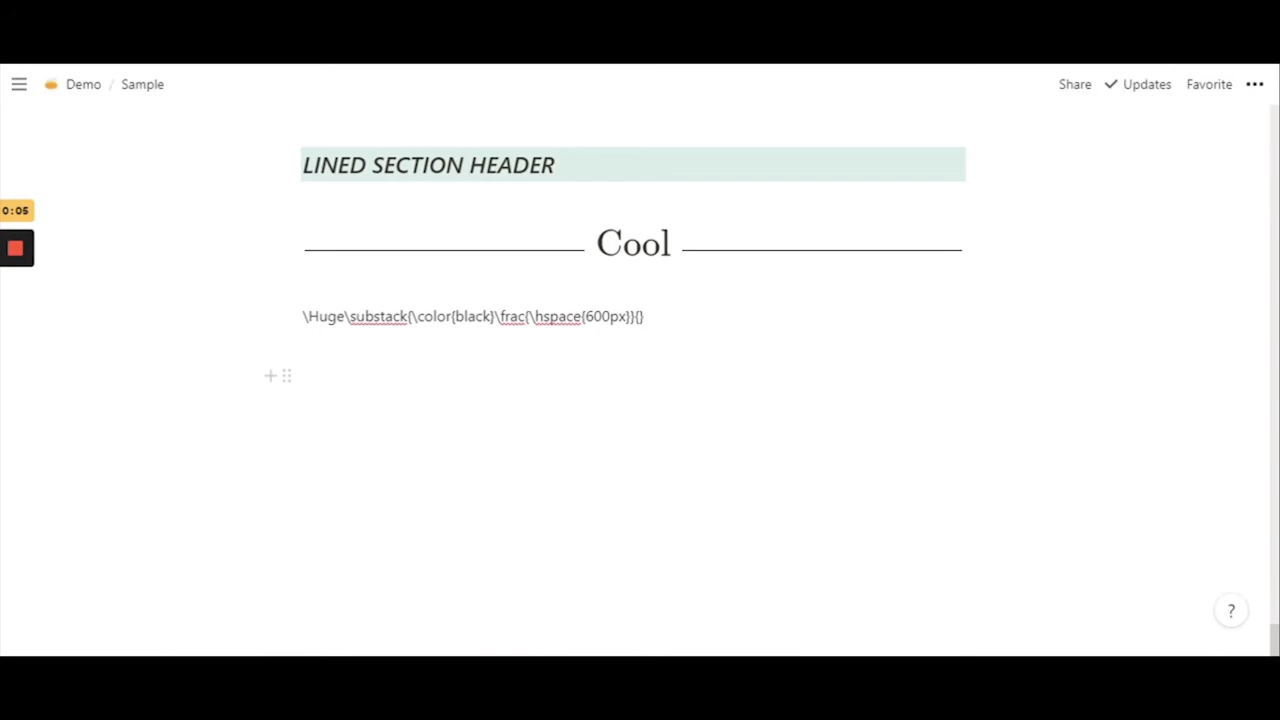 Demo / Sample
Share Updates Favorite
LINED SECTION HEADER
0:05
Cool
\Huge\substack{\color{black}\frac{\hspace{600px}}{}
?